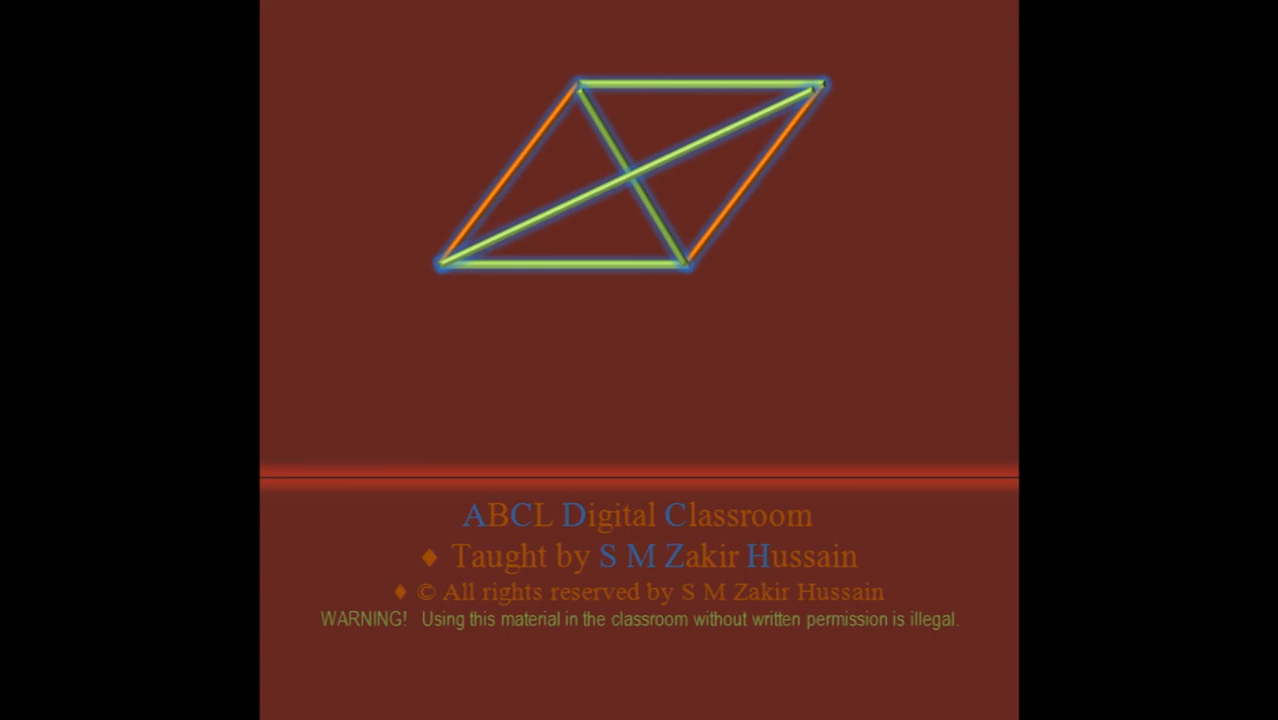 ABCL Digital Classroom
♦ Taught by S M Zakir Hussain
♦ © All rights reserved by S M Zakir Hussain
WARNING! Using this material in the classroom without written permission is illegal.